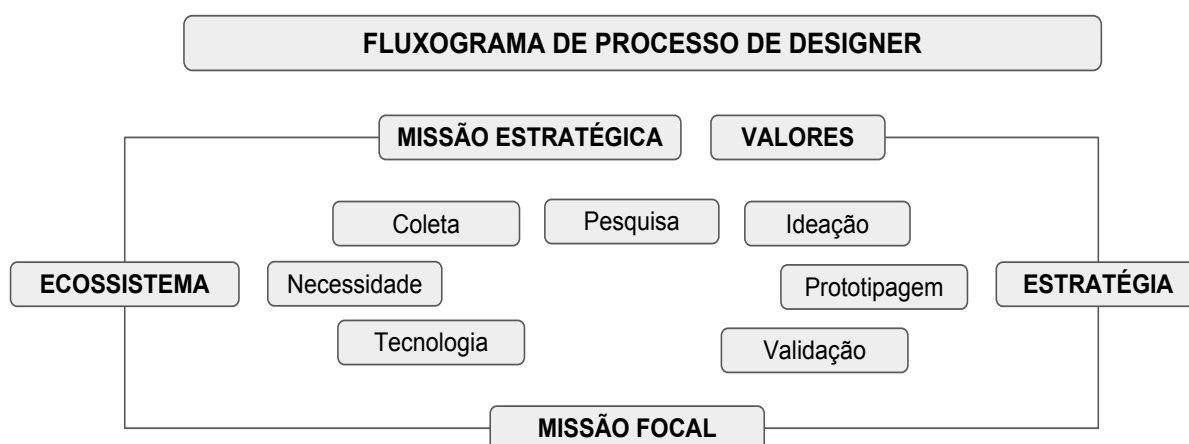 FLUXOGRAMA DE PROCESSO DE DESIGNER
MISSÃO ESTRATÉGICA
VALORES
Coleta
Pesquisa
Ideação
ECOSSISTEMA
Necessidade
Prototipagem
ESTRATÉGIA
Tecnologia
Validação
MISSÃO FOCAL